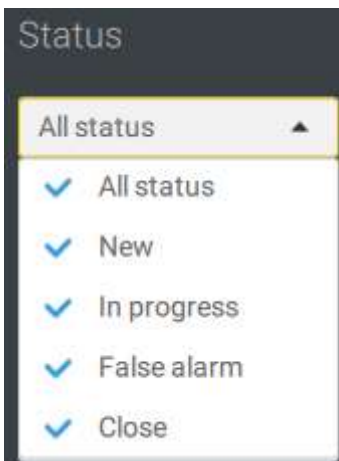 Status
All status
All status
New
In progress
False alarm
Close